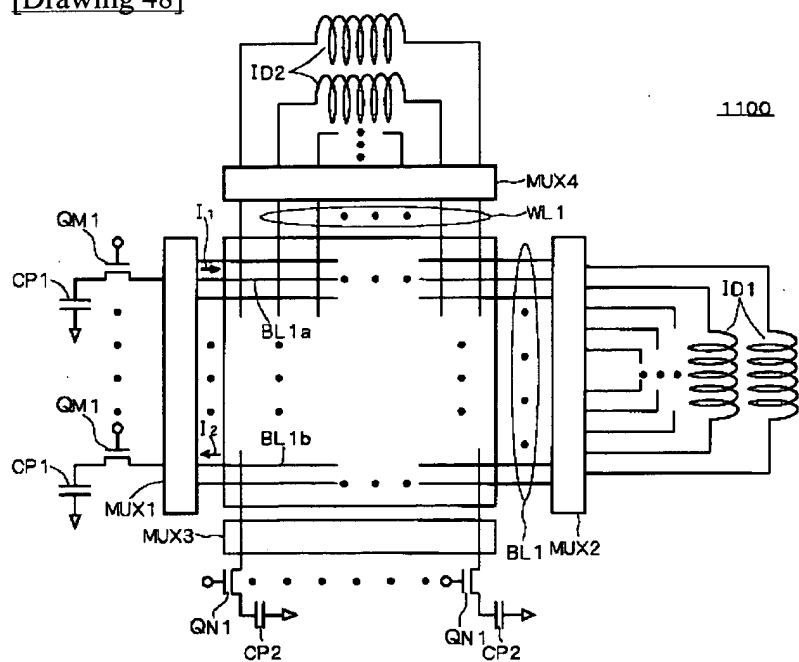 [Drawing 48]
ID2
1100
MUX4
WL1
I1
QM1
CP1
BL1a
ID1
QM1
I2
BL1b
CP1
MUX1
MUX3
BL1
MUX2
QN1
CP2
QN1
CP2